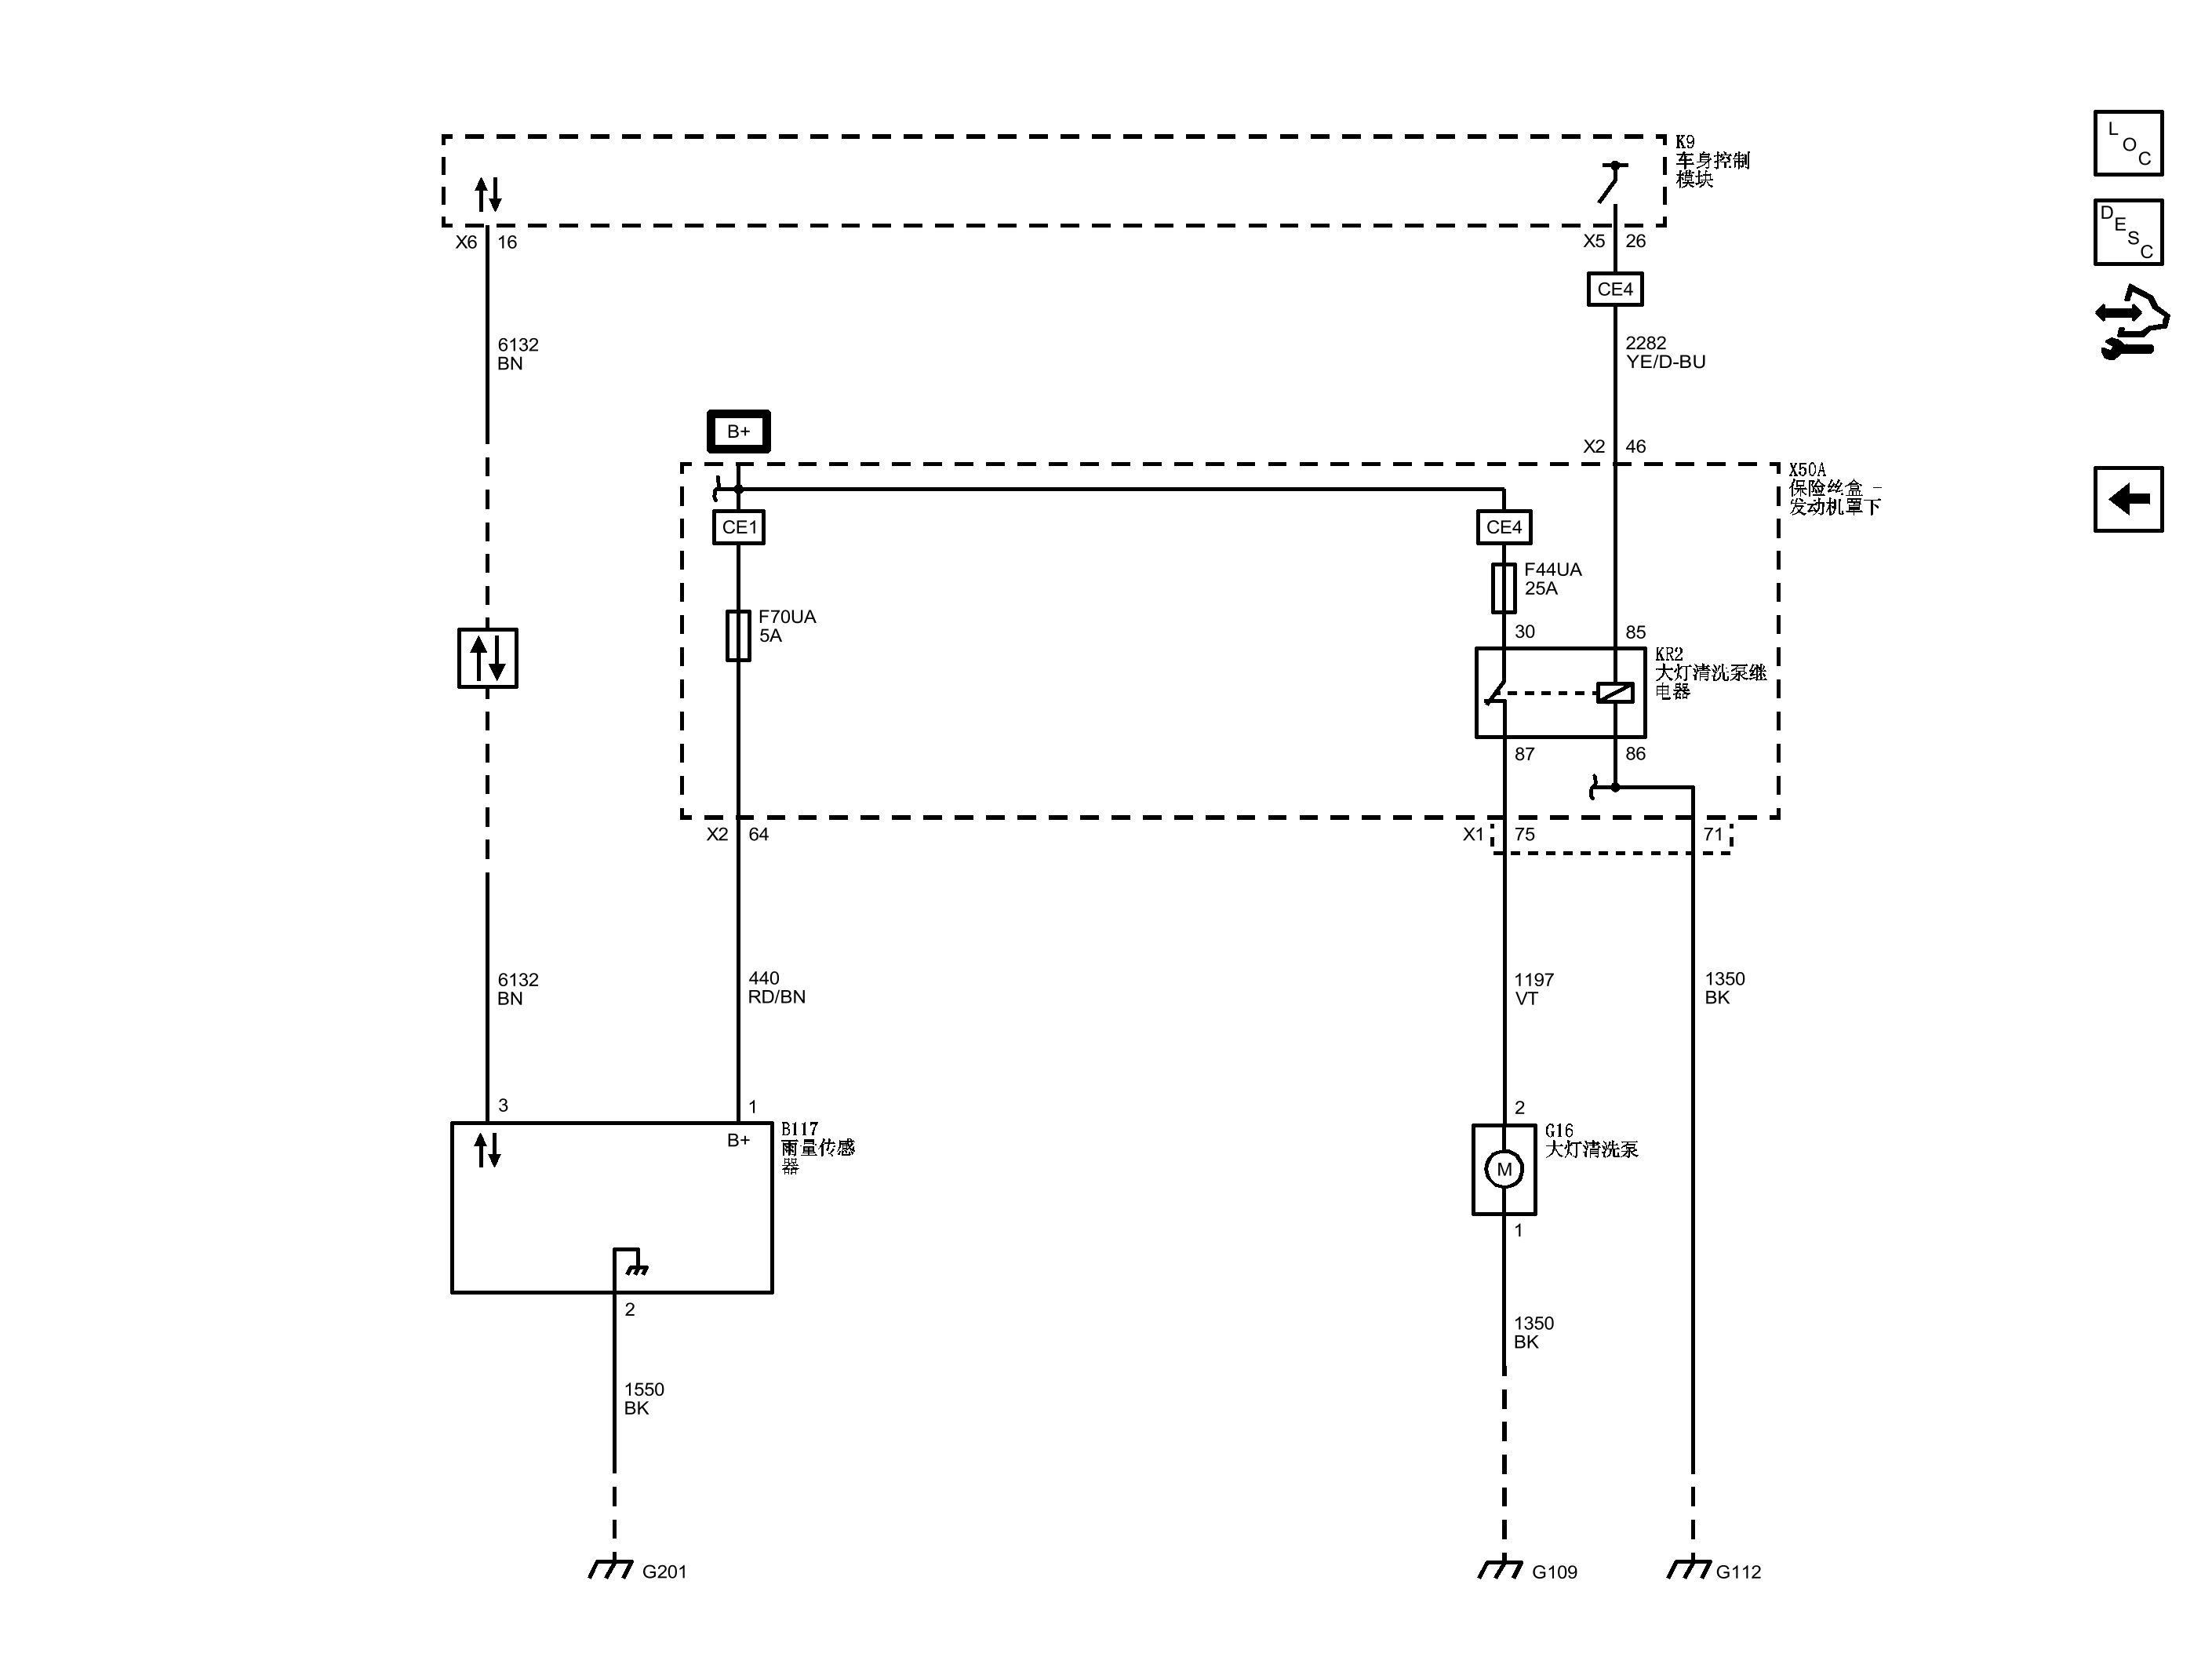 K9
车身控制
模块
X6 16
X5 26
CE4
6132
BN
2282
YE/D-BU
B+
X2 46
X50A
保险丝盒 -
发动机罩下
CE1
CE4
F44UA
25A
F70UA
5A
30
85
KR2
大灯清洗泵继
电器
87
86
X2 64
X1 75
71
6132
BN
440
RD/BN
1197
VT
1350
BK
3
1
2
B+
B117
雨量传感
器
G16
大灯清洗泵
M
1
2
1350
BK
1550
BK
G201
G109
G112
L
O
C
D
E
S
C